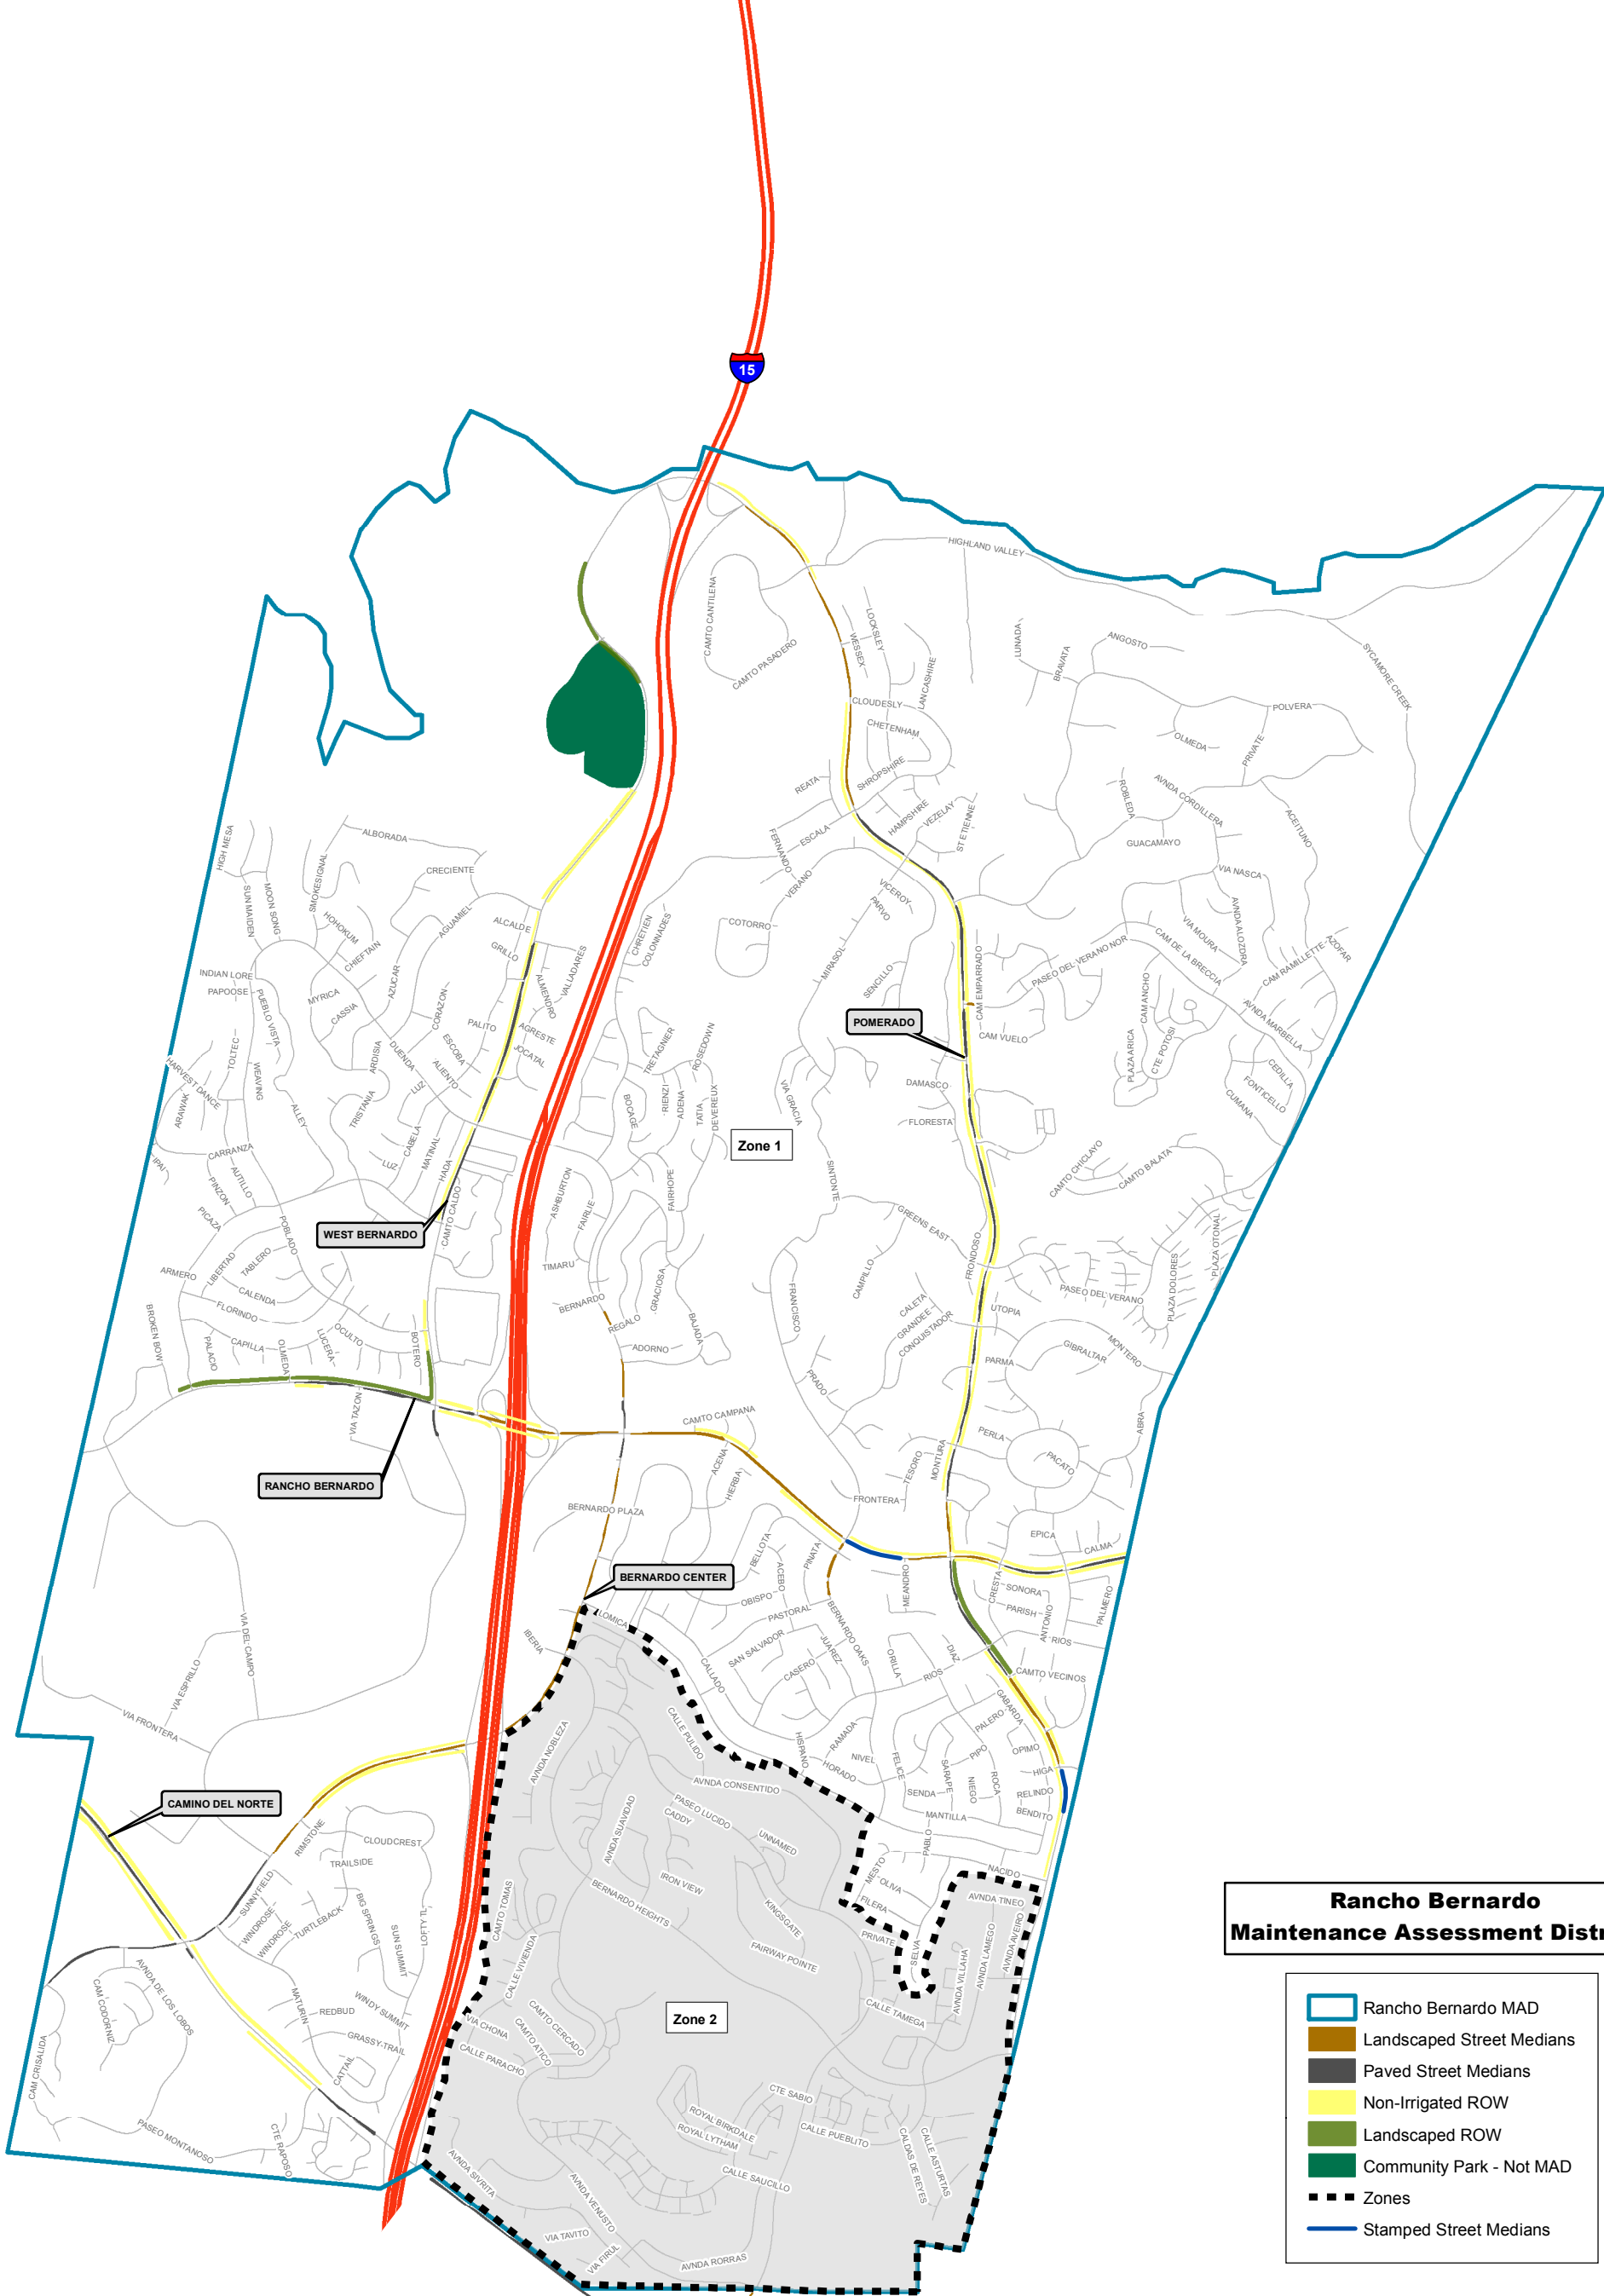 15
HIGHLAND VALLEY
CAMTO CANTILENA
CAMTO PASADERO
LOCKSLEY
WESSEX
LANCASHIRE
LUNADA
ANGOSTO
BRAVATA
SYCAMORE CREEK
CLOUDESLY
CHETENHAM
POLVERA
OLMEDA
PRIVATE
SHROPSHIRE
REATA
ROBLEDA
AVNDA CORDILLERA
HAMPSHIRE
VEZELAY
ST ETIENNE
ESCALA
FERNANDO
ACEITUNO
GUACAMAYO
HIGH MESA
ALBORADA
CRECIENTE
SMOKESIGNAL
VERANO
VICEROY
PARVO
VIA NASCA
SUN MAIDEN
MOON SONG
HOHOKUM
CHIEFTAIN
AGUAMIEL
ALCALDE
GRILLO
CHRETIEN
COLONNADES
COTORRO
AVNDA LOZDRA
VIA MOURA
CAM DE LA BRECCIA
AZOFAR
CAM RAMILLETTE
PASEO DEL VERANO NOR
CAM EMPARRADO
MIRASOL
SENCILLO
VALLADARES
ALMENDRO
INDIAN LORE
PAPOOSE
PUEBLO VISTA
MYRICA
CASSIA
AZUCAR
CORAZON
PALITO
AGRESTE
JOCATAL
ESCOBA
CAM ANCHO
AVNDA MARBELLA
POMERADO
CAM VUELO
PLAZA ARICA
CTE POTOSI
TRETAGNIER
ROSEDOWN
TOLTEC
WEAVING
HARVEST DANCE
ARAWAK
ARDISIA
DUENDA
ALIENTO
LUZ
TRISTANIA
ALLEY
BOCAGE
RIENZI
ADENA
TATIA
DEVEREUX
VIA GRACIA
DAMASCO
FLORESTA
CEDILLA
FONTICELLO
CUMANA
Zone 1
CABELA
MATINAL
LUZ
HADA
CARRANZA
IPAI
AUTILLO
PINZON
PICAZA
POBLADO
CAMTO CHICLAYO
CAMTO BALATA
SINTONTE
FAIRHOPE
ASHBURTON
FAIRLIE
CAMTO CALDO
WEST BERNARDO
GREENS EAST
FRONDOSO
PLAZA OTONAL
PLAZA DOLORES
PASEO DEL VERANO
TIMARU
ARMERO
LIBERTAD
TABLERO
CALENDA
FLORINDO
CAMPILLO
FRANCISCO
GRACIOSA
BERNARDO
REGALO
BAJADA
ADORNO
CALETA
GRANDEE
CONQUISTADOR
UTOPIA
GIBRALTAR
MONTERO
PARMA
BROKEN BOW
PALACIO
CAPILLA
OLMEDA
LUCERA
OCULTO
BOTERO
PRADO
VIA TAZON
CAMTO CAMPANA
PERLA
PACATO
ABRA
RANCHO BERNARDO
ACENA
HIERBA
TESORO
MONTURA
FRONTERA
BERNARDO PLAZA
EPICA
CALMA
BERNARDO CENTER
BELLOTA
ACEBO
PINATA
OBISPO
PASTORAL
MEANDRO
CRESTA
SONORA
PARISH
ANTONIO
PALMERO
RIOS
LOMICA
IBERIA
BERNARDO OAKS
SAN SALVADOR
JUAREZ
CASERO
CALLADO
ORILLA
DIAZ
RIOS
CAMTO VECINOS
VIA DEL CAMPO
VIA ESPRILLO
VIA FRONTERA
CALLE PULIDO
AVNDA NOBLEZA
HISPANO
RAMADA
NIVEL
HORADO
GABARDA
PALERO
OPIMO
PIPO
FELICE
SARAPE
NIEGO
ROCA
HIGA
RELINDO
BENDITO
SENDA
MANTILLA
PABLO
NACIDO
AVNDA CONSENTIDO
PASEO LUCIDO
CADDY
AVNDA SUAVIDAD
UNNAMED
IRON VIEW
KINGSGATE
BERNARDO HEIGHTS
FAIRWAY POINTE
MESTO
OLIVA
FILERA
PRIVATE
SELVA
AVNDA TINEO
AVNDA AVEIRO
AVNDA LAMEGO
AVNDA VILLAHA
CALLE TAMEGA
CAMINO DEL NORTE
RIMSTONE
CLOUDCREST
TRAILSIDE
SUNNYFIELD
WINDROSE
WINDROSE
TURTLEBACK
BIG SPRINGS
SUN SUMMIT
LOFTY TL
AVNDA DE LOS LOBOS
CAM CODORNIZ
CAM CRISALIDA
MATURIN
REDBUD
WINDY SUMMIT
GRASSY-TRAIL
CATTAIL
PASEO MONTANOSO
CTE RAPOSO
CAMTO TOMAS
CALLE VIVIENDA
CAMTO CERCADO
CAMTO ATICO
VIA CHONA
CALLE PARACHO
Zone 2
CTE SABIO
ROYAL BIRKDALE
ROYAL LYTHAM
CALLE PUEBLITO
CALLE SAUCILLO
CALDAS DE REYES
CALLE ASTURTAS
AVNDA SIVRITA
AVNDA VENUSTO
VIA TAVITO
VIA FIRUL
AVNDA RORRAS
Rancho Bernardo
Maintenance Assessment Distr
Rancho Bernardo MAD
Landscaped Street Medians
Paved Street Medians
Non-Irrigated ROW
Landscaped ROW
Community Park - Not MAD
Zones
Stamped Street Medians